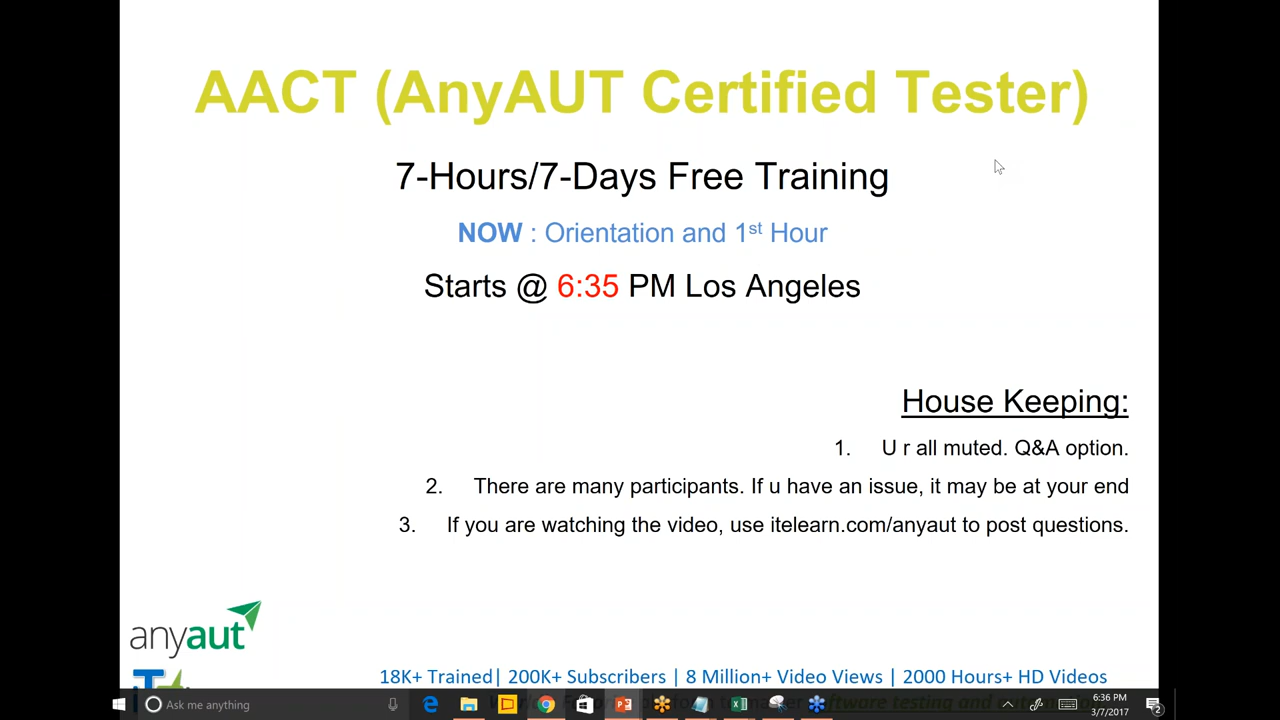 AACT (AnyAUT Certified Tester)
7-Hours/7-Days Free Training
NOW : Orientation and 1st Hour
Starts @ 6:35 PM Los Angeles
House Keeping:
1. U r all muted. Q&A option.
2. There are many participants. If u have an issue, it may be at your end
3. If you are watching the video, use itelearn.com/anyaut to post questions.
anyaut
18K+ Trained| 200K+ Subscribers | 8 Million+ Video Views | 2000 Hours+ HD Videos
Ask me anything
6:36 PM
3/7/2017
2